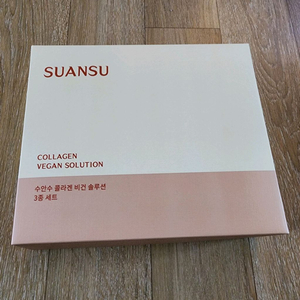 SUANSU
COLLAGEN
VEGAN SOLUTION
수안수 콜라겐 비건 솔루션
3종 세트